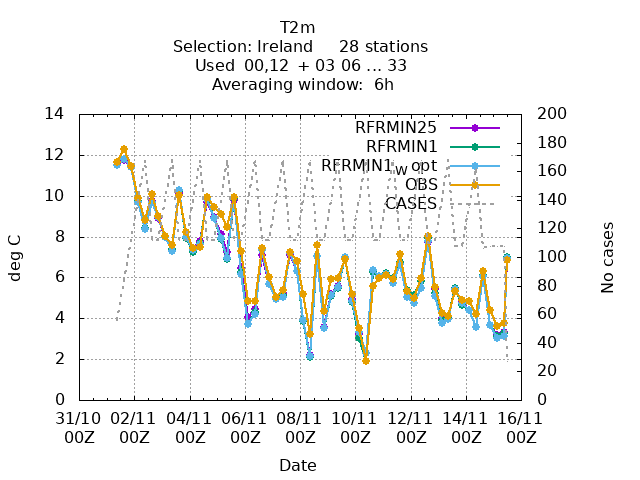 T2m
Selection: Ireland 28 stations
Used 00,12 + 03 06 ... 33
Averaging window: 6h
14
12
10
8
6
4
2
0
deg C
200
180
160
140
120
100
80
60
40
20
0
No cases
RFRMIN25
RFRMIN1
RFRMIN1w opt
OBS
CASES
31/10 02/11 04/11 06/11 08/11 10/11 12/11 14/11 16/11
00Z 00Z 00Z 00Z 00Z 00Z 00Z 00Z 00Z
Date